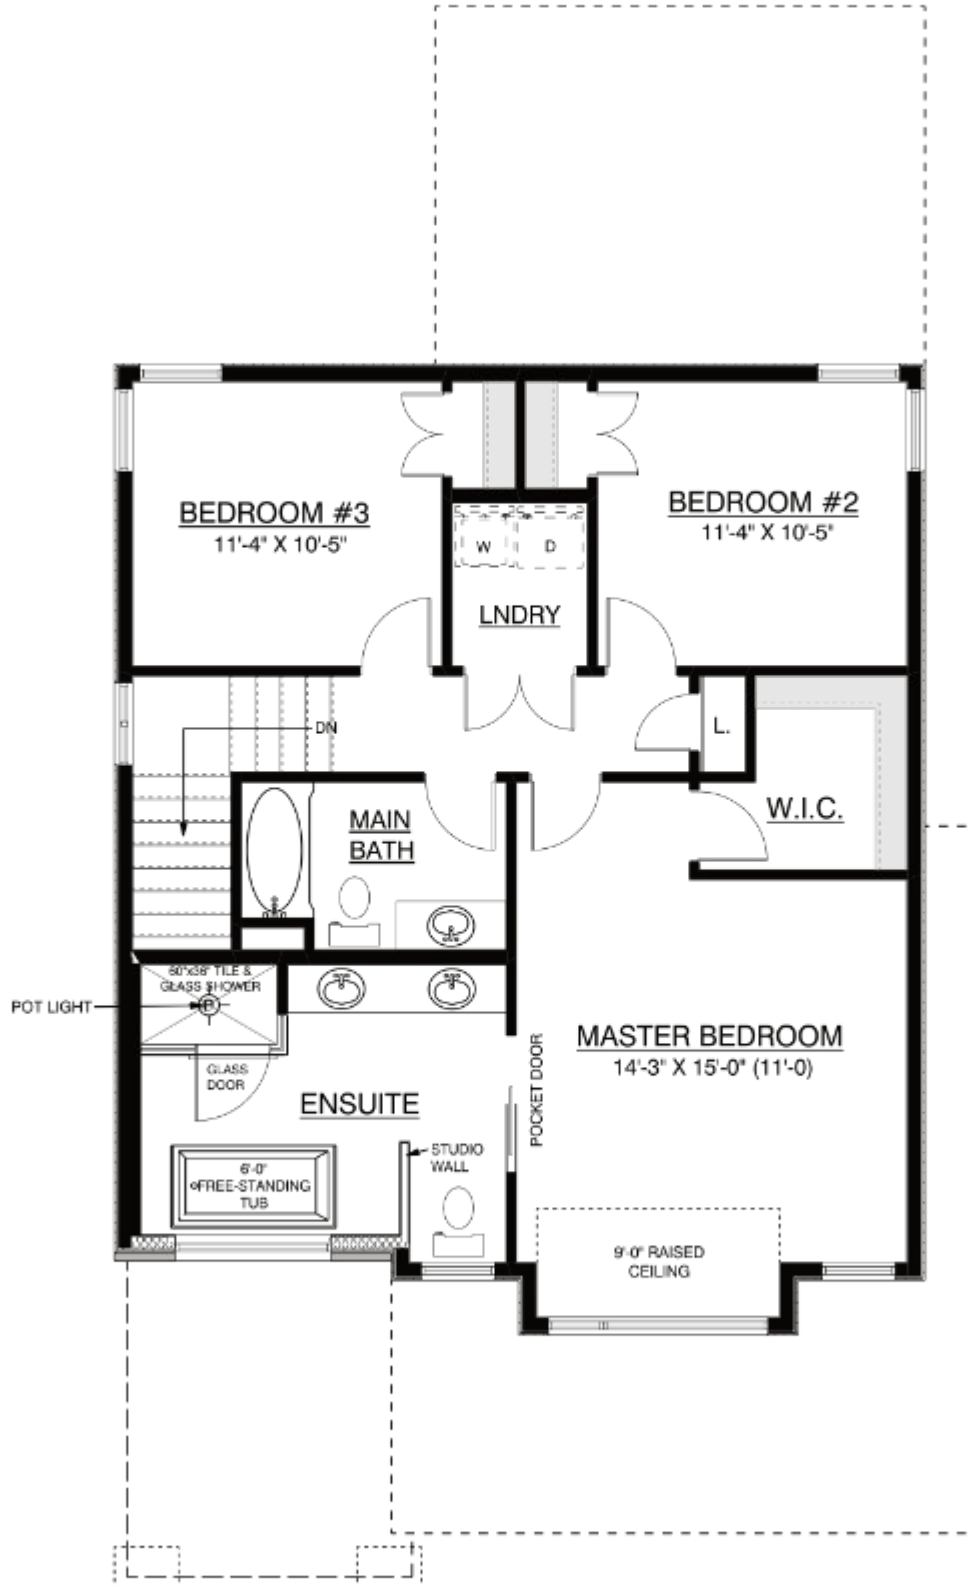 BEDROOM #3
11'-4" X 10'-5"
BEDROOM #2
11'-4" X 10'-5"
W
D
LNDRY
DN
L.
MAIN
BATH
W.I.C.
60"x36" TILE &
GLASS SHOWER
POT LIGHT
P
GLASS
DOOR
ENSUITE
POCKET DOOR
MASTER BEDROOM
14'-3" X 15'-0" (11'-0)
STUDIO
WALL
6'-0"
FREE-STANDING
TUB
9'-0" RAISED
CEILING